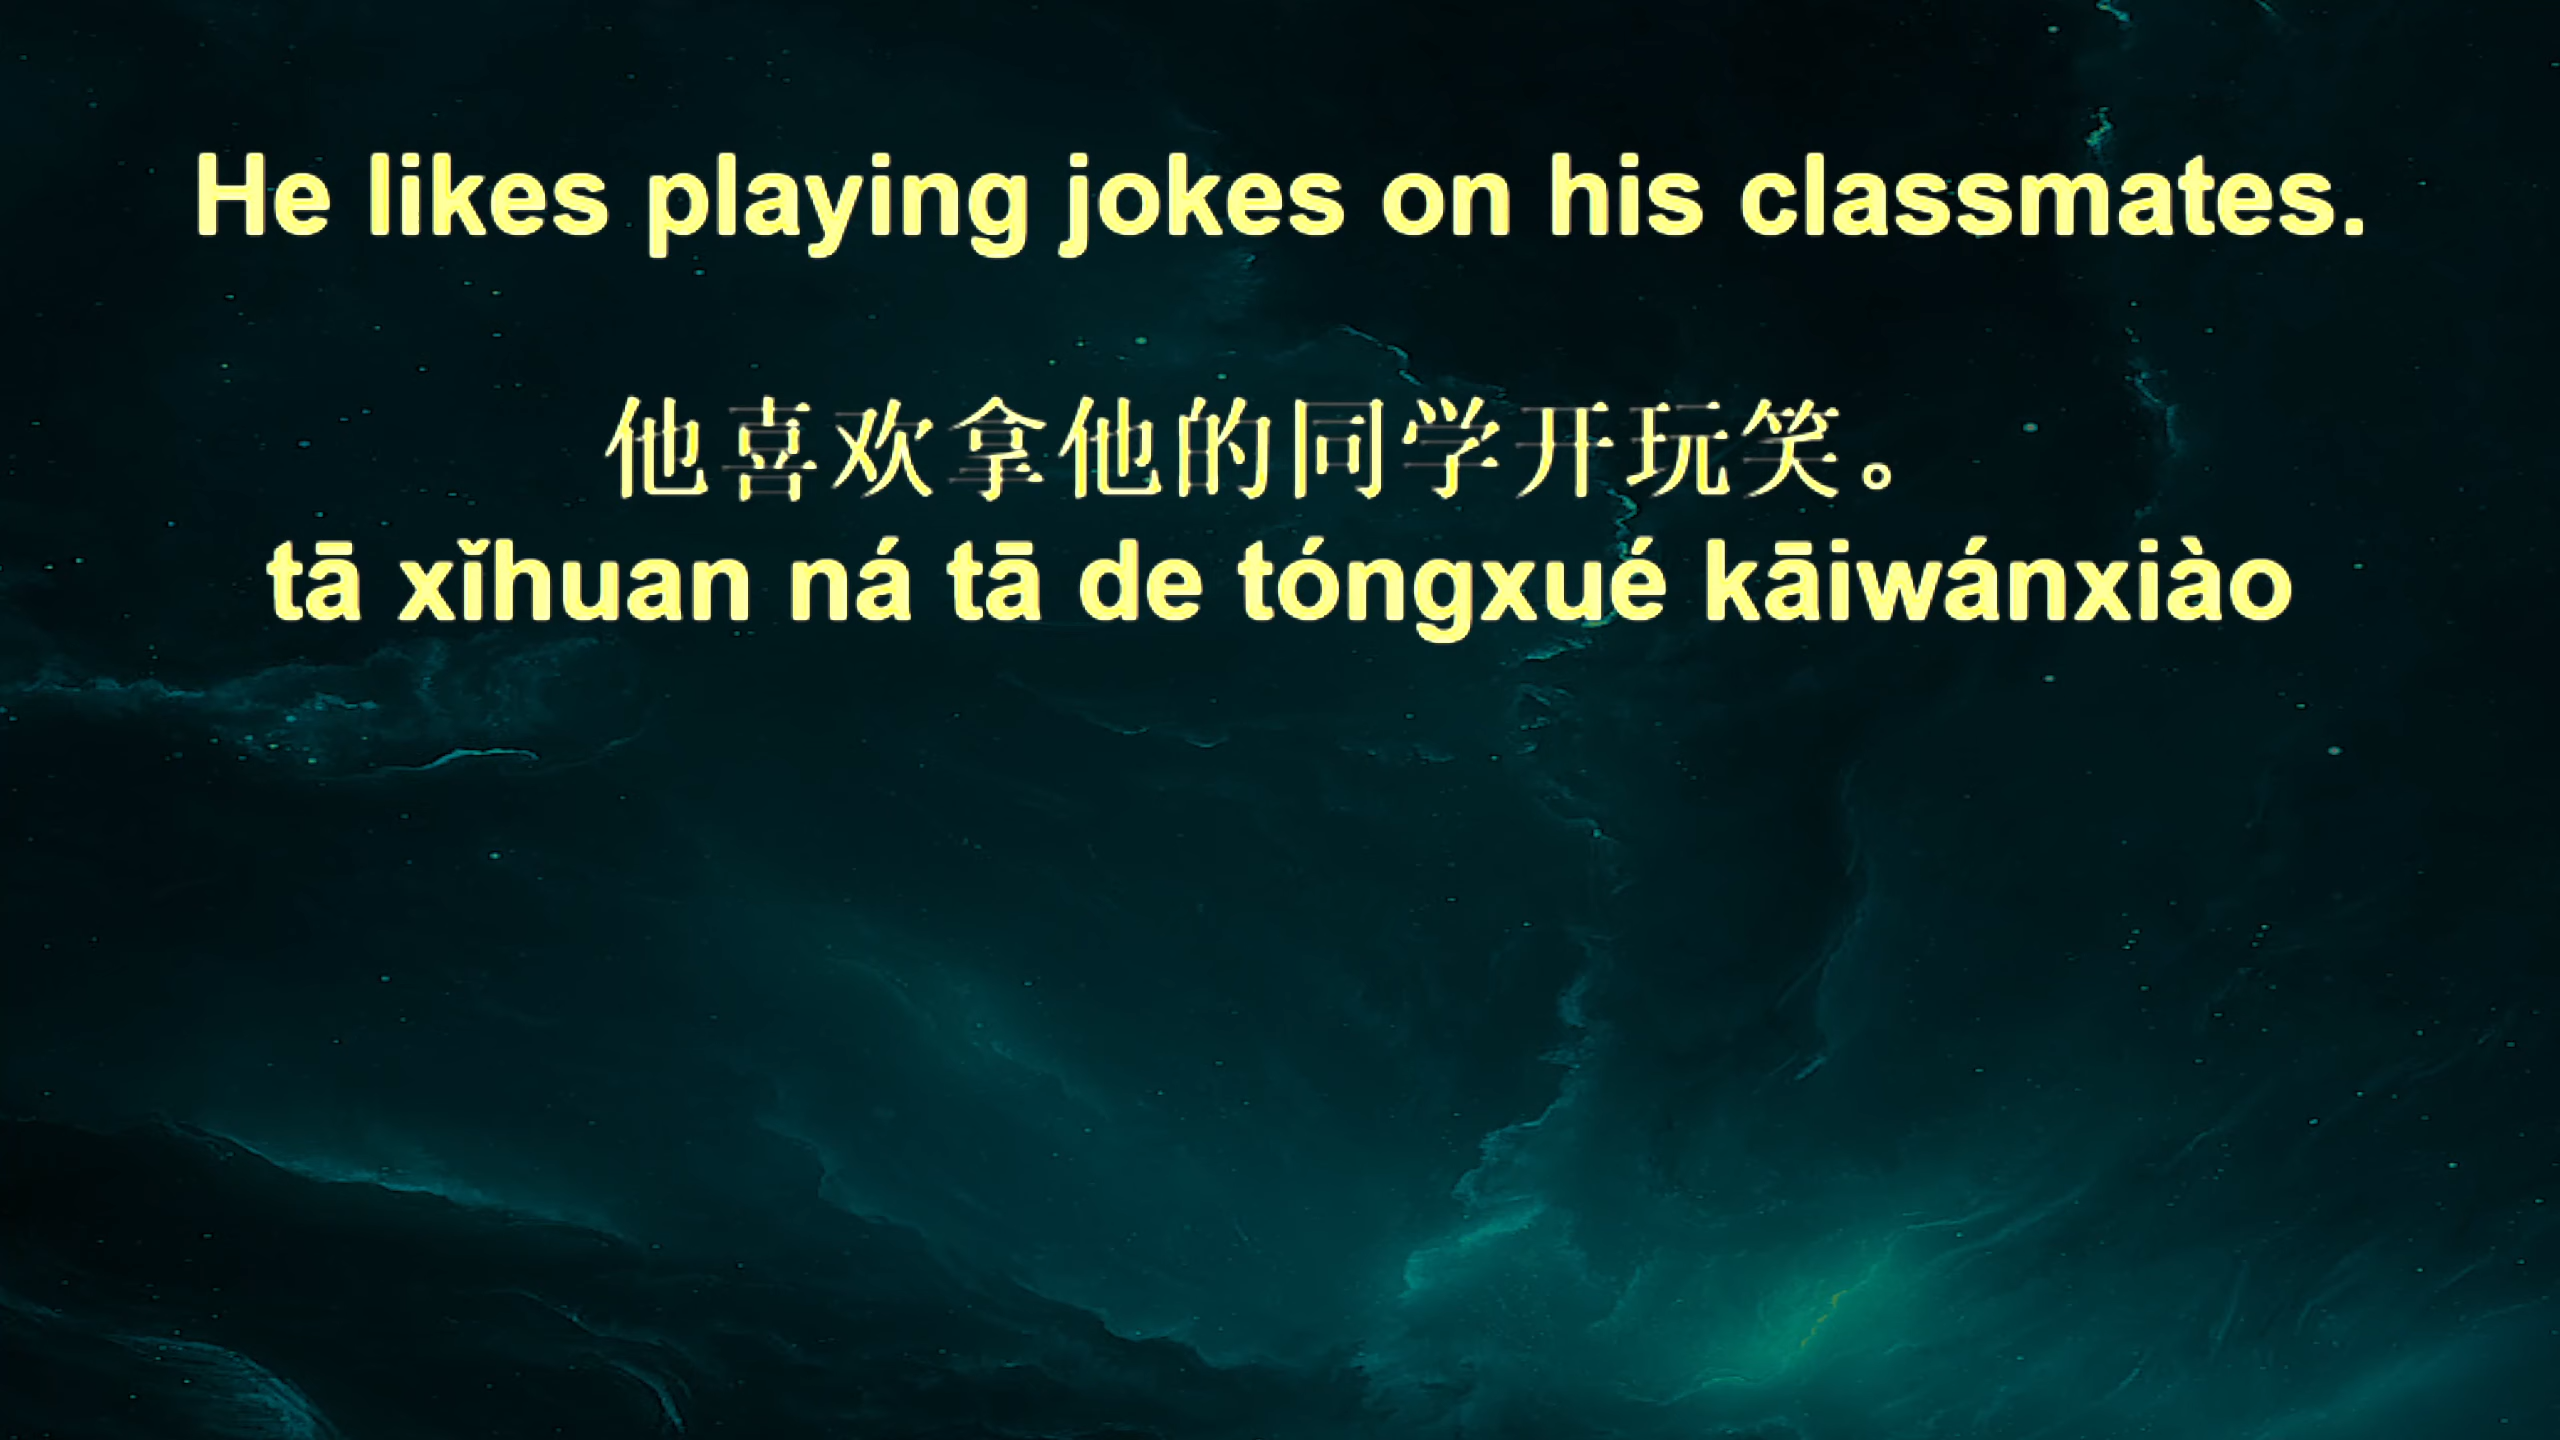 He likes playing jokes on his classmates.
他喜欢拿他的同学开玩笑。
tā xǐhuan ná tā de tóngxué kāiwánxiào